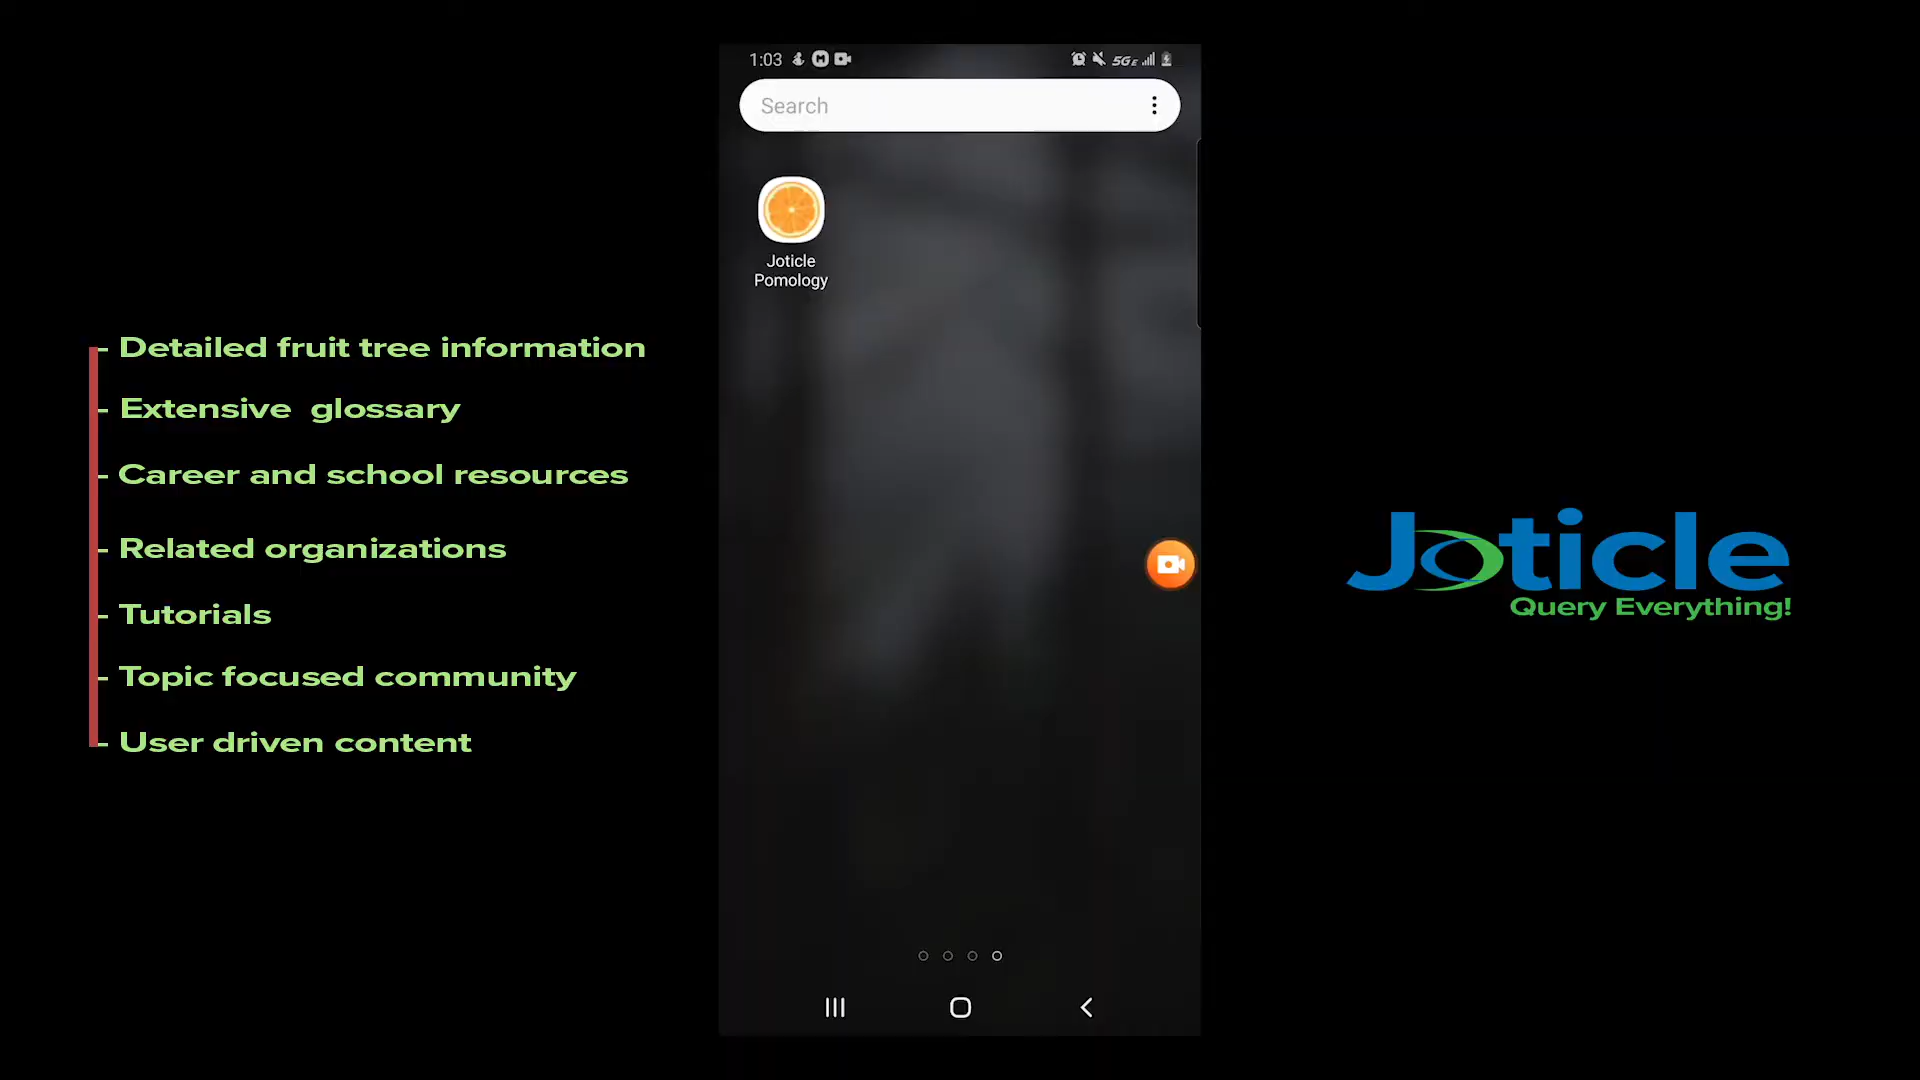 1:03
5GE
Search
Joticle
Pomology
- Detailed fruit tree information
- Extensive glossary
- Career and school resources
- Related organizations
- Tutorials
- Topic focused community
- User driven content
Joticle
Query Everything!